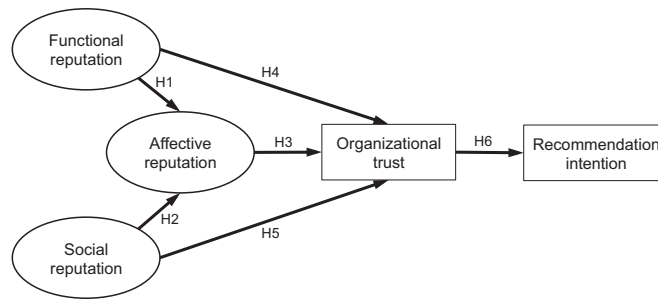 Functional
reputation
H1
H4
Affective
reputation
H3
Organizational
trust
H6
Recommendation
intention
H2
H5
Social
reputation